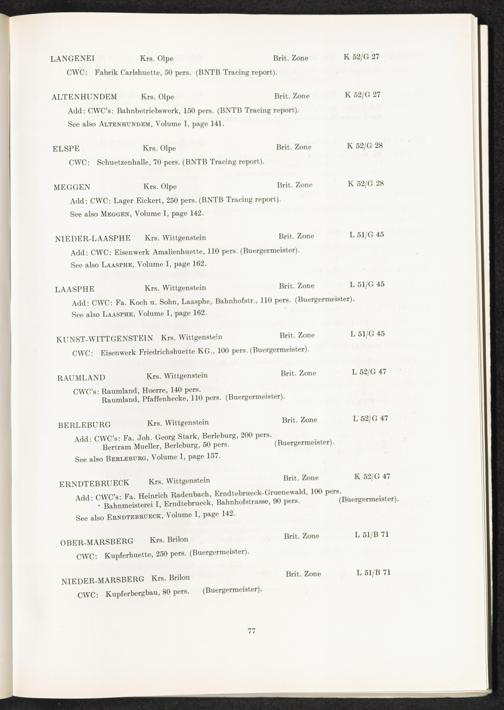 LANGENEI Krs. Olpe Brit. Zone K 52/G 27
CWC: Fabrik Carlshuette, 50 pers. (BNTB Tracing report).
ALTENHUNDEM Krs. Olpe Brit. Zone K 52/G 27
Add: CWC's: Bahnbetriebswerk, 150 pers. (BNTB Tracing report).
See also ALTENHUNDEM, Volume I, page 141.
ELSPE Krs. Olpe Brit. Zone K 52/G 28
CWC: Schuetzenhalle, 70 pers. (BNTB Tracing report).
MEGGEN Krs. Olpe Brit. Zone K 52/G 28
Add: CWC: Lager Eickert, 250 pers. (BNTB Tracing report).
See also MEGGEN, Volume I, page 142.
NIEDER-LAASPHE Krs. Wittgenstein Brit. Zone L 51/G 45
Add: CWC: Eisenwerk Amalienhuette, 110 pers. (Buergermeister).
See also LAASPHE, Volume I, page 162.
LAASPHE Krs. Wittgenstein Brit. Zone L 51/G 45
Add: CWC: Fa. Koch u. Sohn, Laasphe, Bahnhofstr., 110 pers. (Buergermeister).
See also LAASPHE, Volume I, page 162.
KUNST-WITTGENSTEIN Krs. Wittgenstein Brit. Zone L 51/G 45
CWC: Eisenwerk Friedrichshuette KG., 100 pers. (Buergermeister).
RAUMLAND Krs. Wittgenstein Brit. Zone L 52/G 47
CWC's: Raumland, Hoerre, 140 pers.
Raumland, Pfaffenhecke, 110 pers. (Buergermeister).
BERLEBURG Krs. Wittgenstein Brit. Zone L 52/G 47
Add: CWC's: Fa. Joh. Georg Stark, Berleburg, 200 pers.
Bertram Mueller, Berleburg, 50 pers. (Buergermeister).
See also BERLEBURG, Volume I, page 157.
ERNDTEBRUECK Krs. Wittgenstein Brit. Zone K 52/G 47
Add: CWC's: Fa. Heinrich Radenbach, Erndtebrueck-Gruenewald, 100 pers.
Bahnmeisterei I, Erndtebrueck, Bahnhofstrasse, 90 pers. (Buergermeister).
See also ERNDTEBRUECK, Volume I, page 142.
OBER-MARSBERG Krs. Brilon Brit. Zone L 51/B 71
CWC: Kupferhuette, 250 pers. (Buergermeister).
NIEDER-MARSBERG Krs. Brilon Brit. Zone L 51/B 71
CWC: Kupferbergbau, 80 pers. (Buergermeister).
77